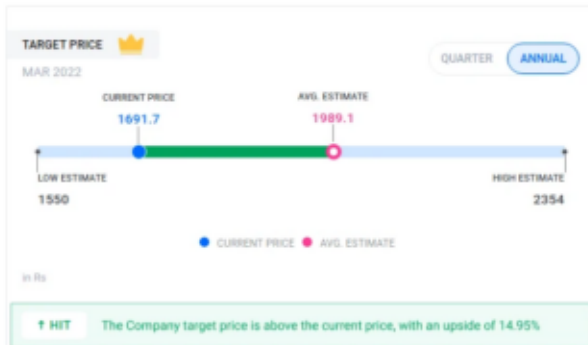 TARGET PRICE
MAR 2022
QUARTER ANNUAL
CURRENT PRICE AVG. ESTIMATE
1691.7 1989.1
LOW ESTIMATE HIGH ESTIMATE
1550 2354
CURRENT PRICE AVG. ESTIMATE
in Rs
↑ HIT The Company target price is above the current price, with an upside of 14.95%